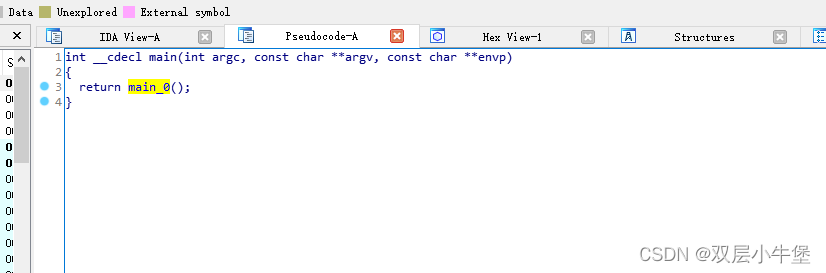 Data Unexplored External symbol
IDA View-A Pseudocode-A Hex View-1 Structures
1 int __cdecl main(int argc, const char **argv, const char **envp)
2 {
3 return main_0();
4 }
CSDN @双层小牛堡